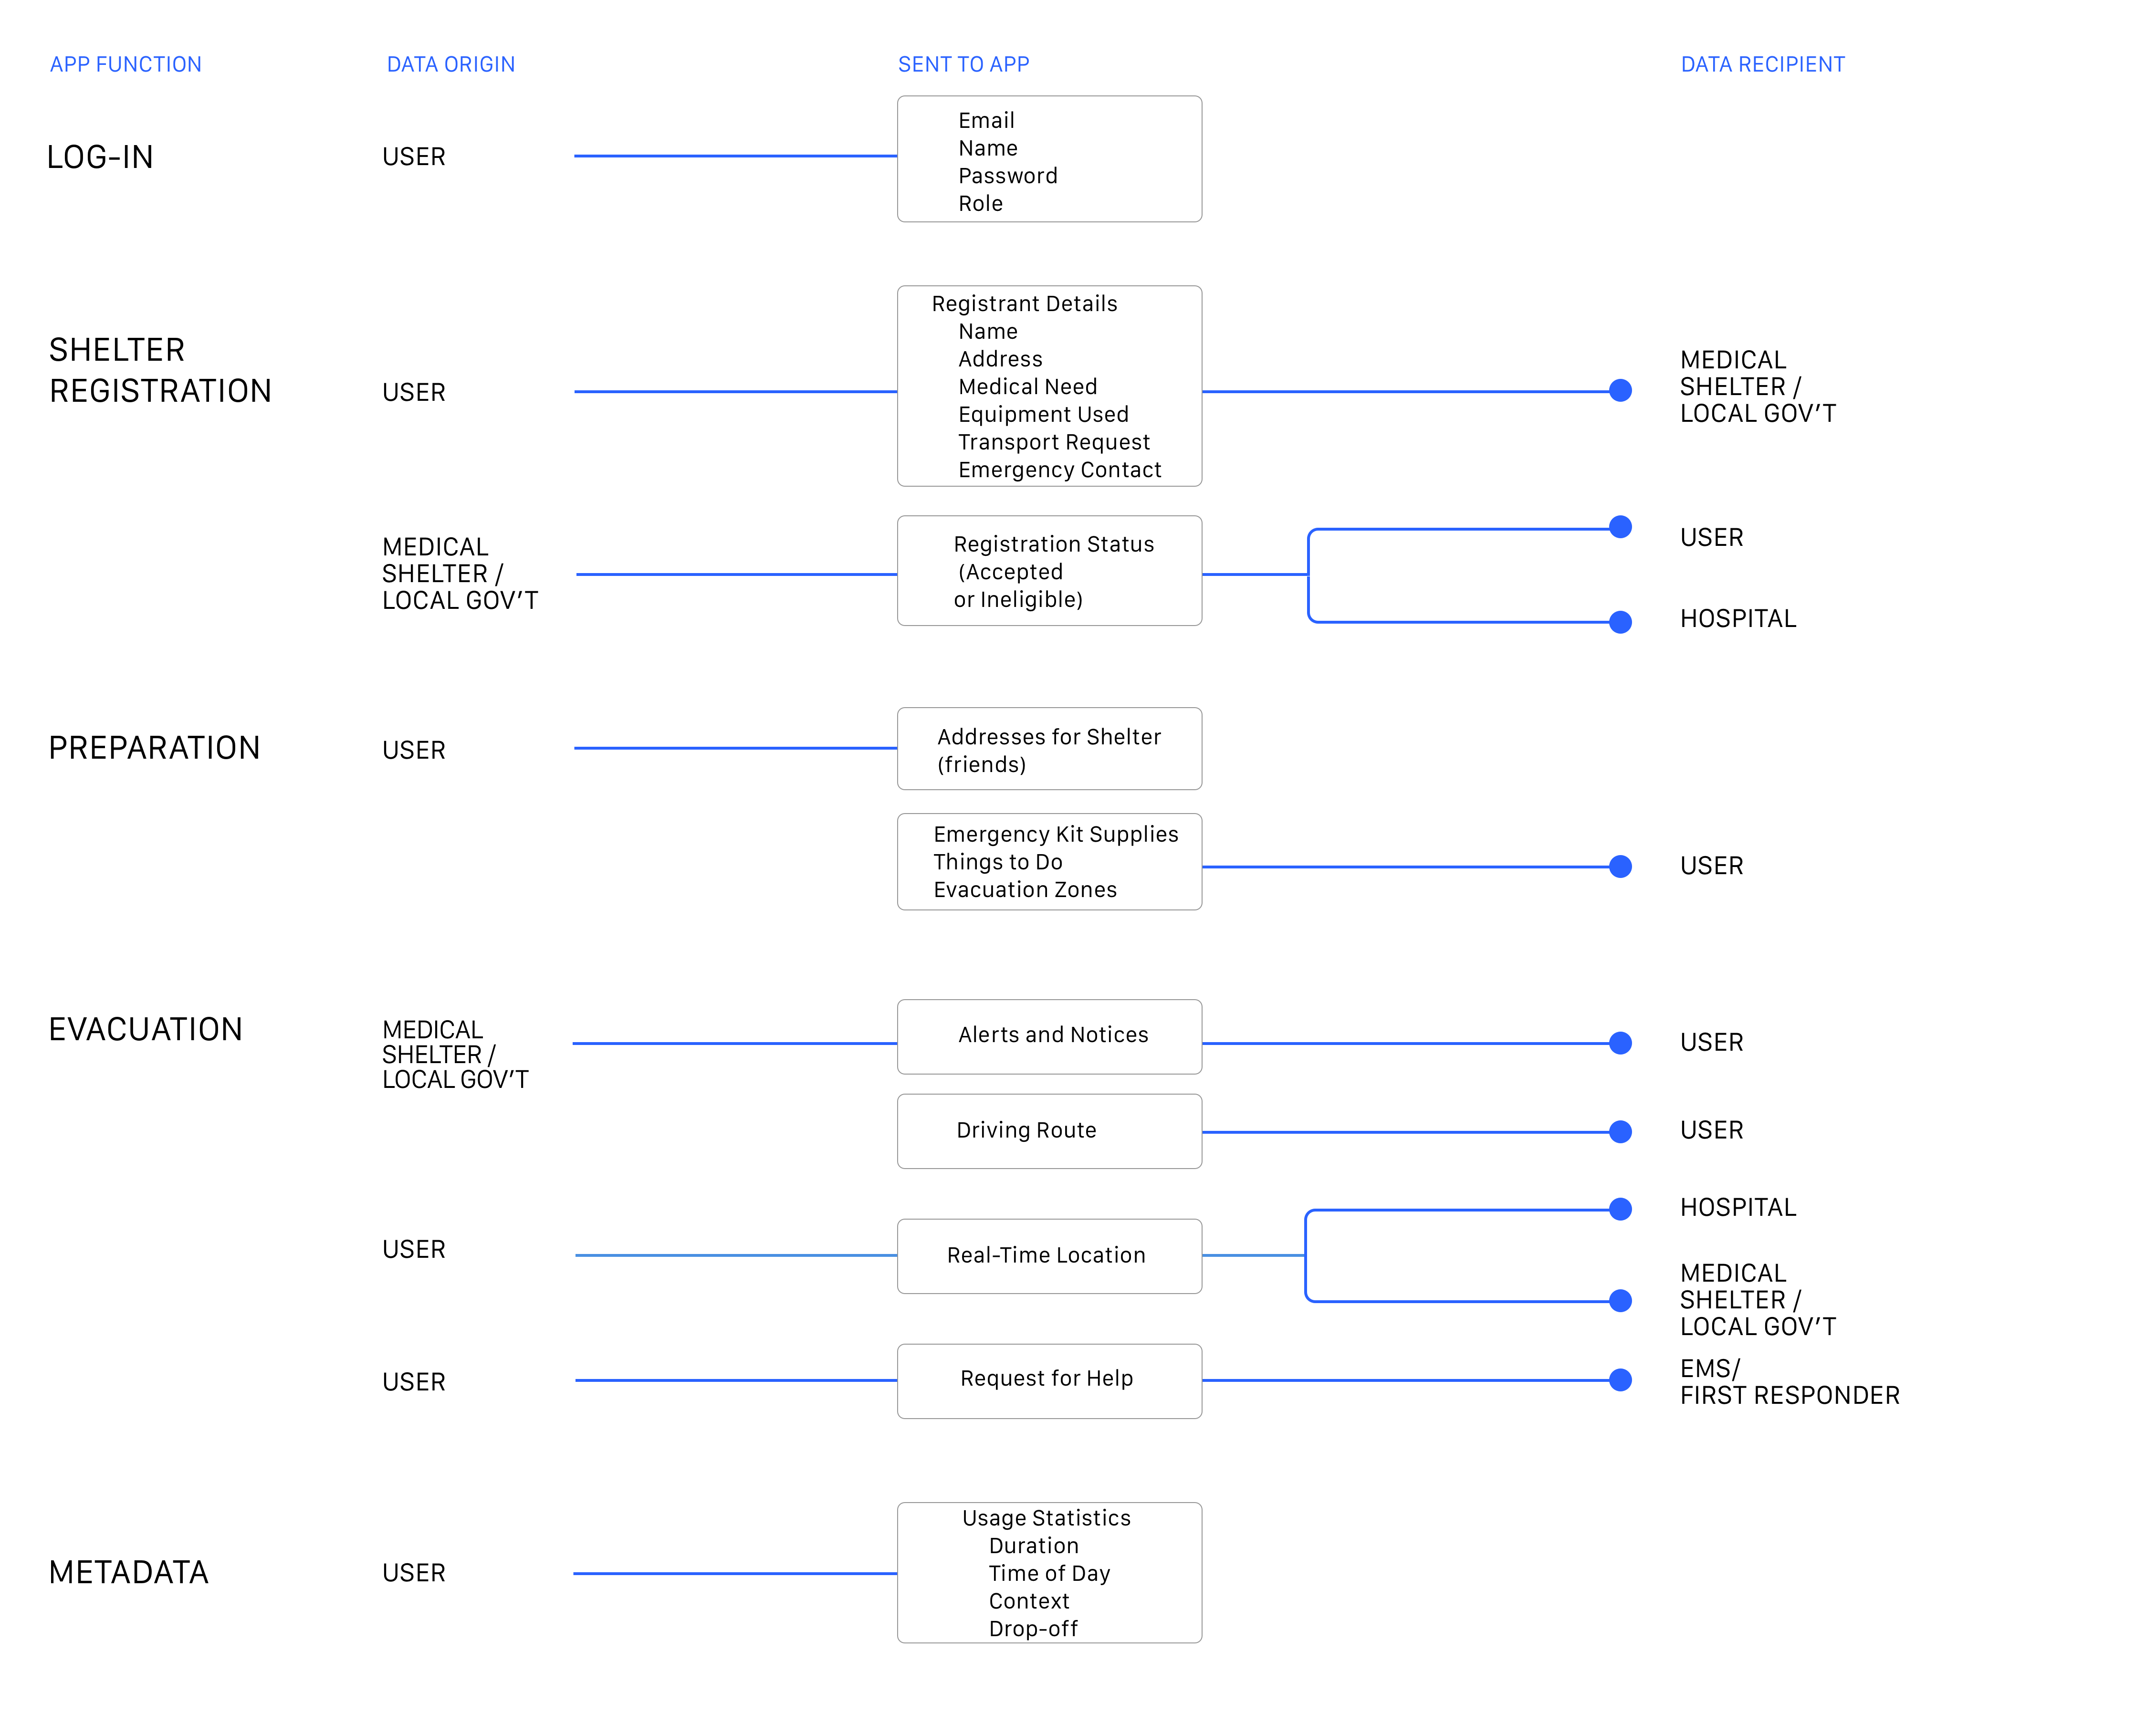 APP FUNCTION
DATA ORIGIN
SENT TO APP
DATA RECIPIENT
LOG-IN
USER
Email
Name
Password
Role
SHELTER
REGISTRATION
USER
Registrant Details
Name
Address
Medical Need
Equipment Used
Transport Request
Emergency Contact
MEDICAL
SHELTER /
LOCAL GOV’T
MEDICAL
SHELTER /
LOCAL GOV’T
Registration Status
(Accepted
or Ineligible)
USER
HOSPITAL
PREPARATION
USER
Addresses for Shelter
(friends)
Emergency Kit Supplies
Things to Do
Evacuation Zones
USER
EVACUATION
MEDICAL
SHELTER /
LOCAL GOV’T
Alerts and Notices
USER
Driving Route
USER
USER
Real-Time Location
HOSPITAL
MEDICAL
SHELTER /
LOCAL GOV’T
USER
Request for Help
EMS/
FIRST RESPONDER
METADATA
USER
Usage Statistics
Duration
Time of Day
Context
Drop-off